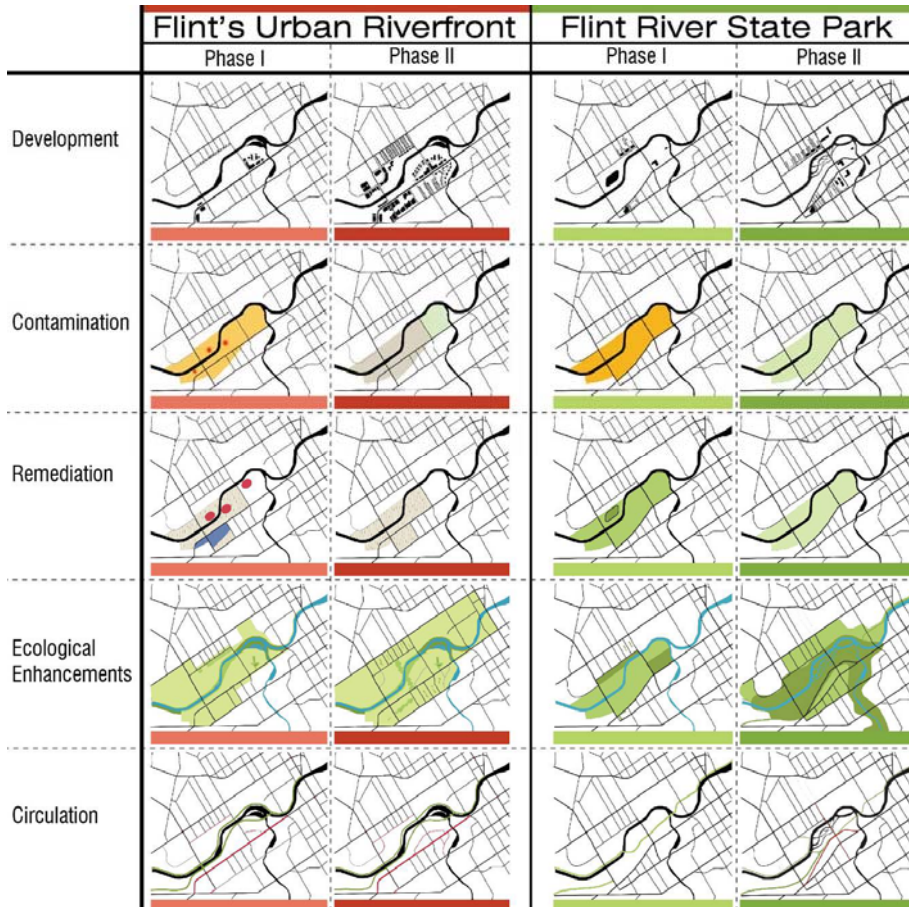 Flint's Urban Riverfront
Flint River State Park
Phase I
Phase II
Phase I
Phase II
Development
Contamination
Remediation
Ecological
Enhancements
Circulation